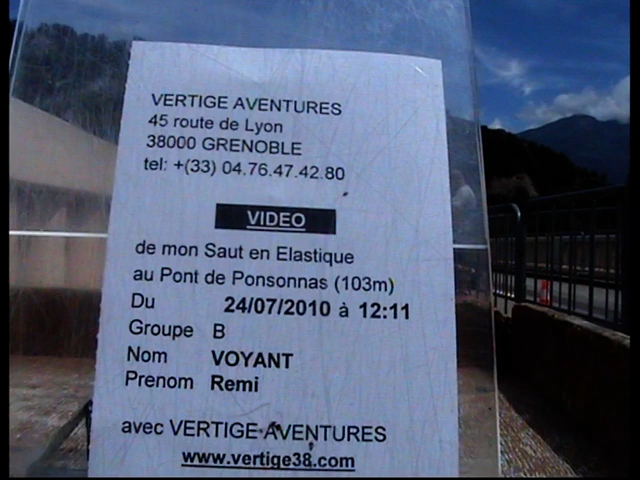 VERTIGE AVENTURES
45 route de Lyon
38000 GRENOBLE
tel: +(33) 04.76.47.42.80
VIDEO
de mon Saut en Elastique
au Pont de Ponsonnas (103m)
Du 24/07/2010 à 12:11
Groupe B
Nom VOYANT
Prenom Remi
avec VERTIGE AVENTURES
www.vertige38.com